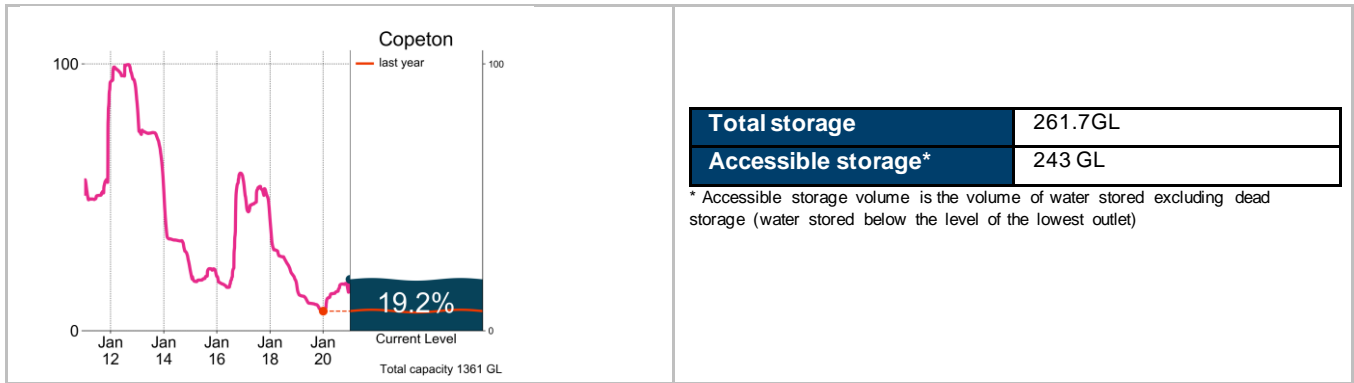 Copeton
last year
100
100
19.2%
0
0
Jan Jan Jan Jan Jan
12 14 16 18 20
Current Level
Total capacity 1361 GL
Total storage 261.7GL
Accessible storage* 243 GL
* Accessible storage volume is the volume of water stored excluding dead
storage (water stored below the level of the lowest outlet)